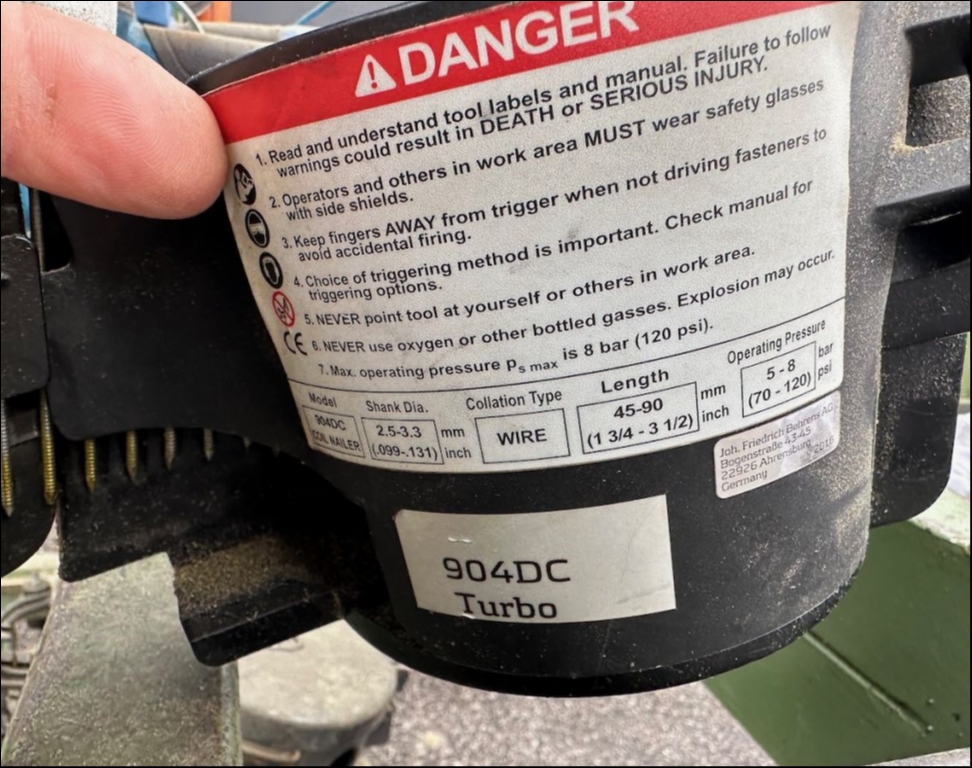 DANGER
1. Read and understand tool labels and manual. Failure to follow
warnings could result in DEATH or SERIOUS INJURY.
2. Operators and others in work area MUST wear safety glasses
with side shields.
3. Keep fingers AWAY from trigger when not driving fasteners to
avoid accidental firing.
4. Choice of triggering method is important. Check manual for
triggering options.
5. NEVER point tool at yourself or others in work area.
6. NEVER use oxygen or other bottled gasses. Explosion may occur.
7. Max. operating pressure ps max is 8 bar (120 psi).
CE
Model Shank Dia. Collation Type Length Operating Pressure
904DC COIL NAILER
2.5-3.3 mm
(.099-.131) inch
WIRE
45-90 mm
(1 3/4 - 3 1/2) inch
5 - 8 bar
(70 - 120) psi
Joh. Friedrich Behrens AG
Bogenstraße 43-45
22926 Ahrensburg
Germany
2018
904DC
Turbo